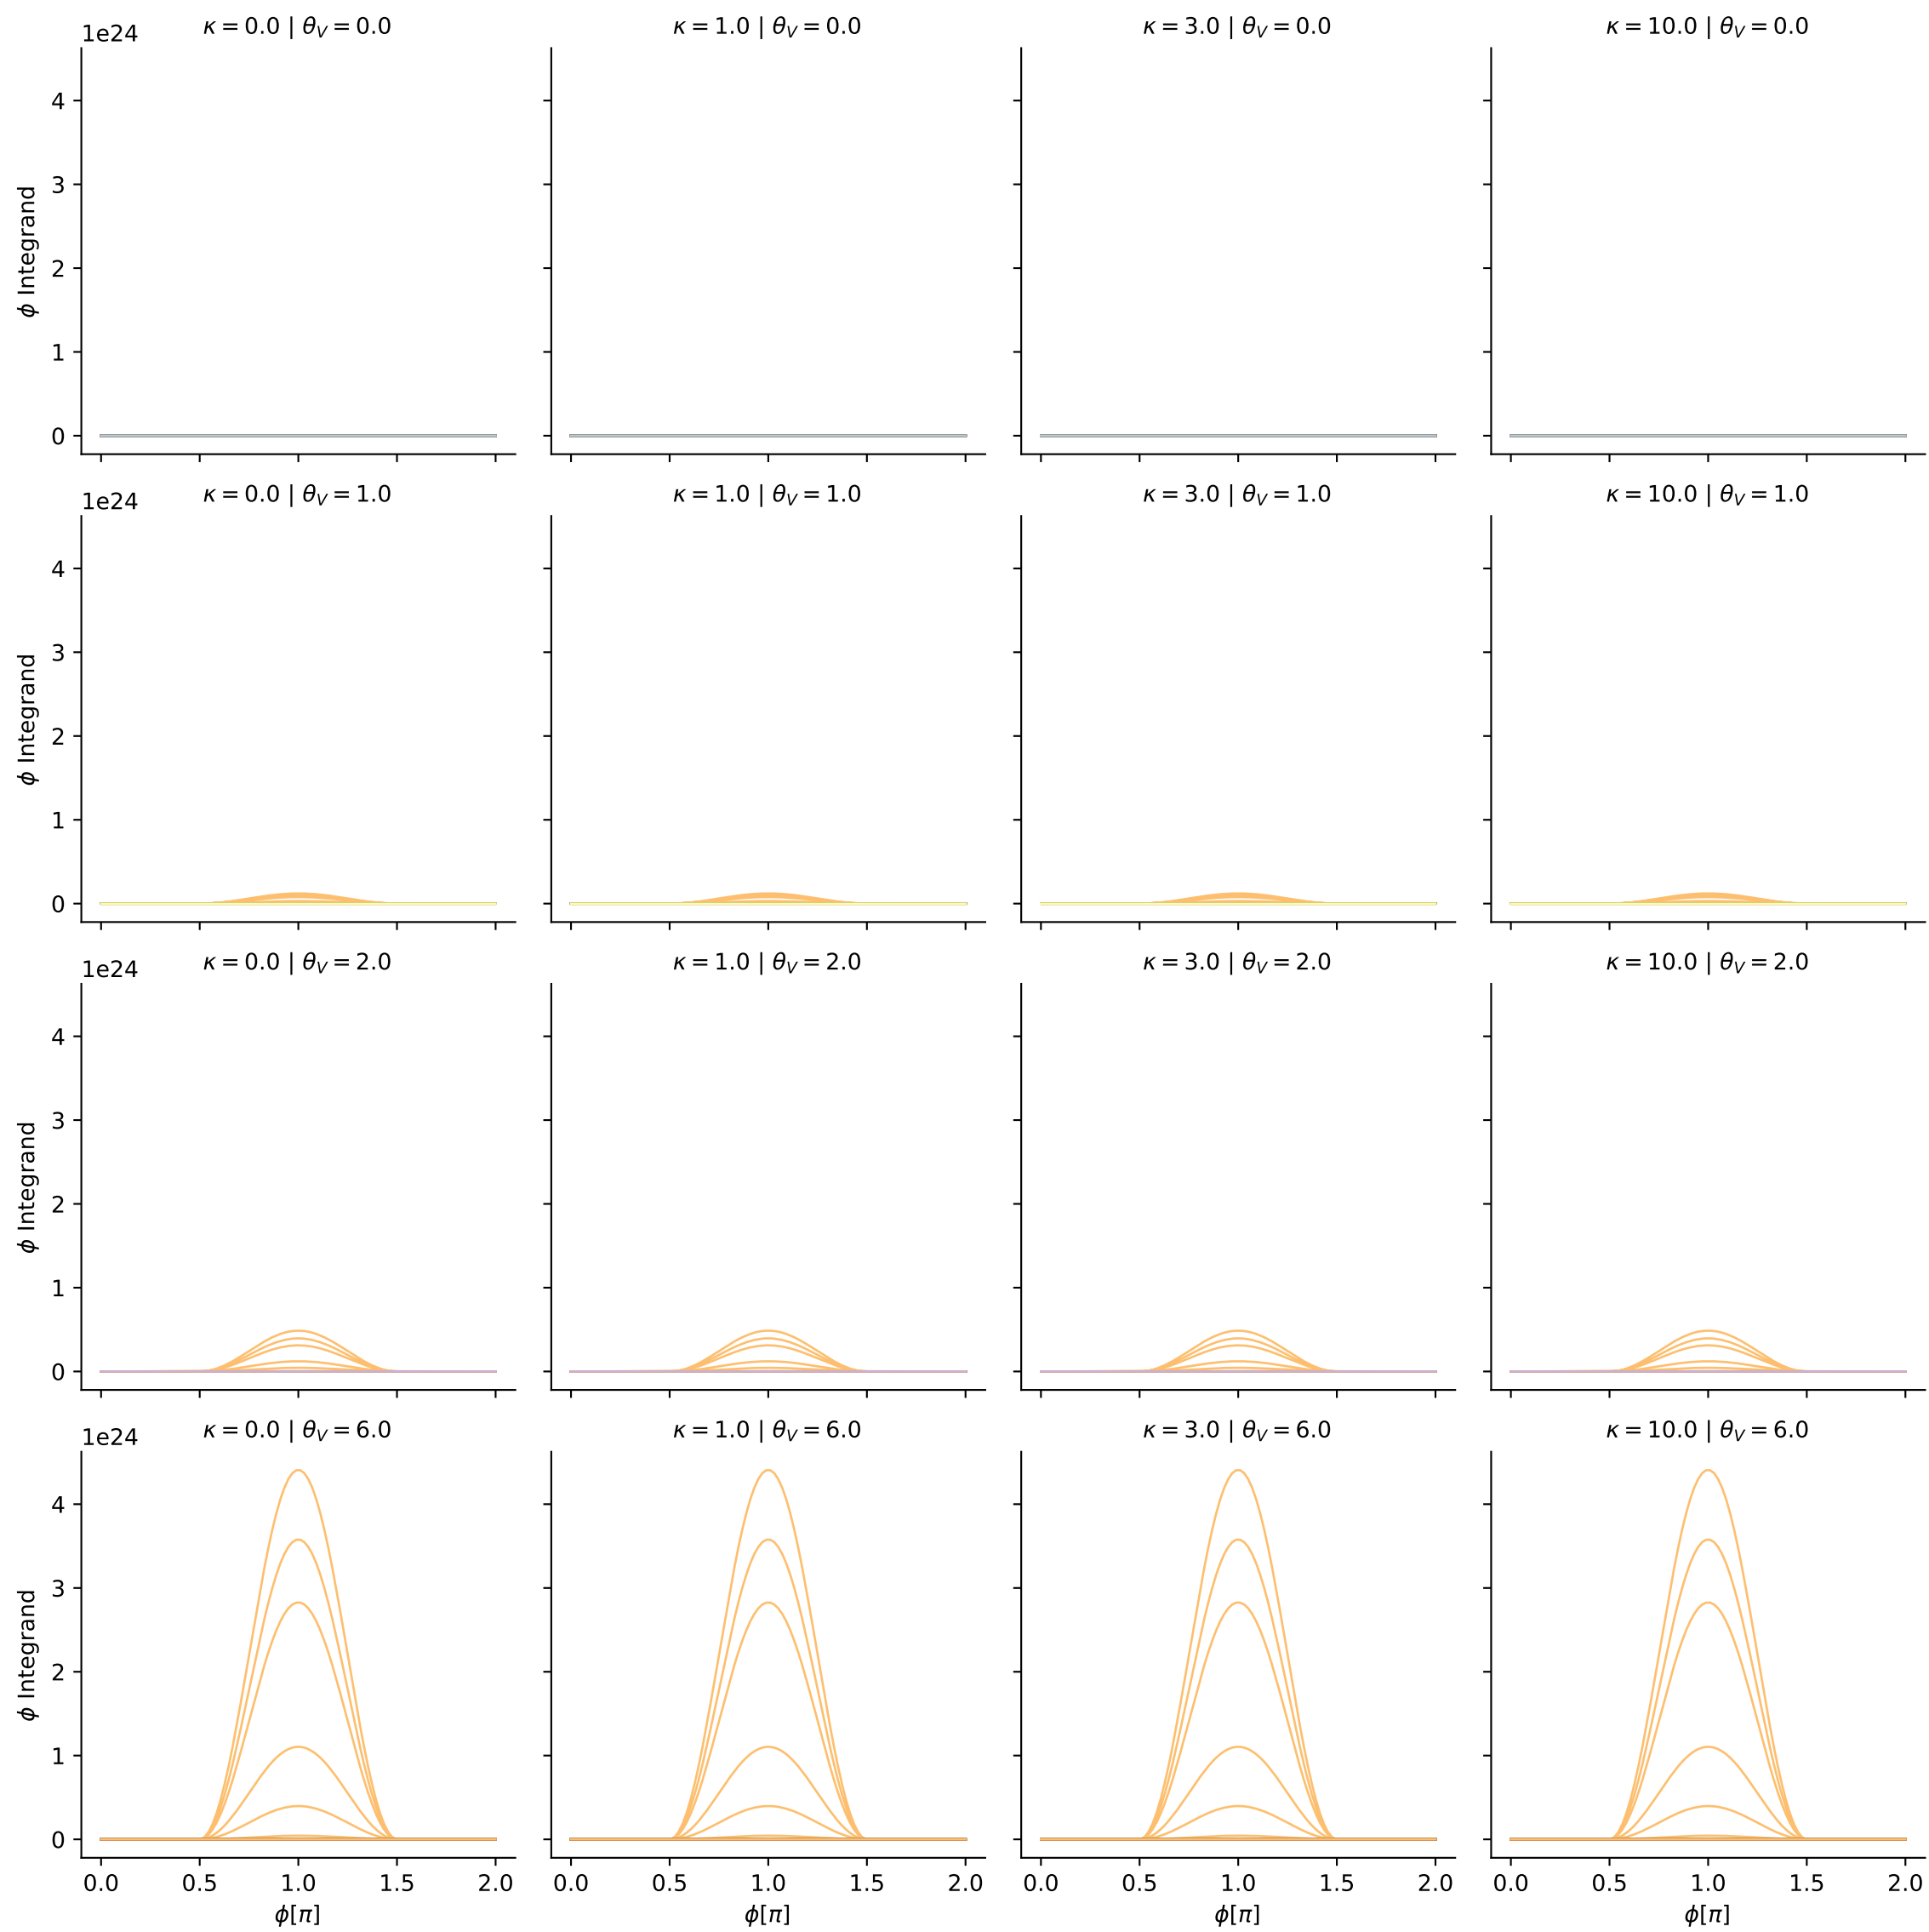 κ = 0.0 | θ_V = 0.0
κ = 1.0 | θ_V = 0.0
κ = 3.0 | θ_V = 0.0
κ = 10.0 | θ_V = 0.0
1e24
4
3
2
1
0
ϕ Integrand
κ = 0.0 | θ_V = 1.0
κ = 1.0 | θ_V = 1.0
κ = 3.0 | θ_V = 1.0
κ = 10.0 | θ_V = 1.0
1e24
4
3
2
1
0
ϕ Integrand
κ = 0.0 | θ_V = 2.0
κ = 1.0 | θ_V = 2.0
κ = 3.0 | θ_V = 2.0
κ = 10.0 | θ_V = 2.0
1e24
4
3
2
1
0
ϕ Integrand
κ = 0.0 | θ_V = 6.0
κ = 1.0 | θ_V = 6.0
κ = 3.0 | θ_V = 6.0
κ = 10.0 | θ_V = 6.0
1e24
4
3
2
1
0
ϕ Integrand
0.0 0.5 1.0 1.5 2.0
0.0 0.5 1.0 1.5 2.0
0.0 0.5 1.0 1.5 2.0
0.0 0.5 1.0 1.5 2.0
ϕ[π]
ϕ[π]
ϕ[π]
ϕ[π]